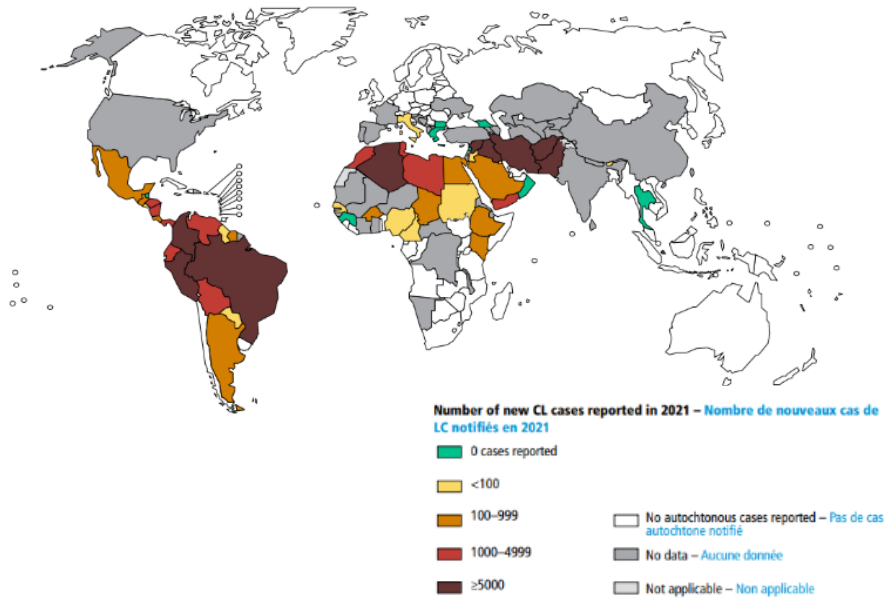 Number of new CL cases reported in 2021 – Nombre de nouveaux cas de
LC notifiés en 2021
0 cases reported
<100
100–999
1000–4999
≥5000
No autochtonous cases reported – Pas de cas
autochtone notifié
No data – Aucune donnée
Not applicable – Non applicable